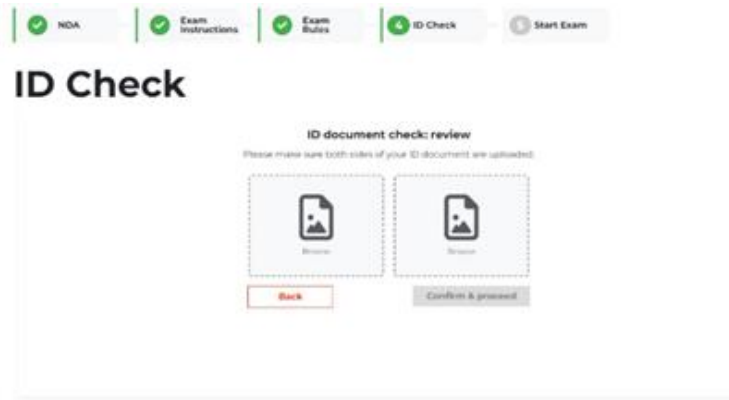 NDA
Exam
Instructions
Exam
Rules
4 ID Check
5 Start Exam
ID Check
ID document check: review
Please make sure both sides of your ID document are uploaded.
Browse
Browse
Back
Confirm & proceed